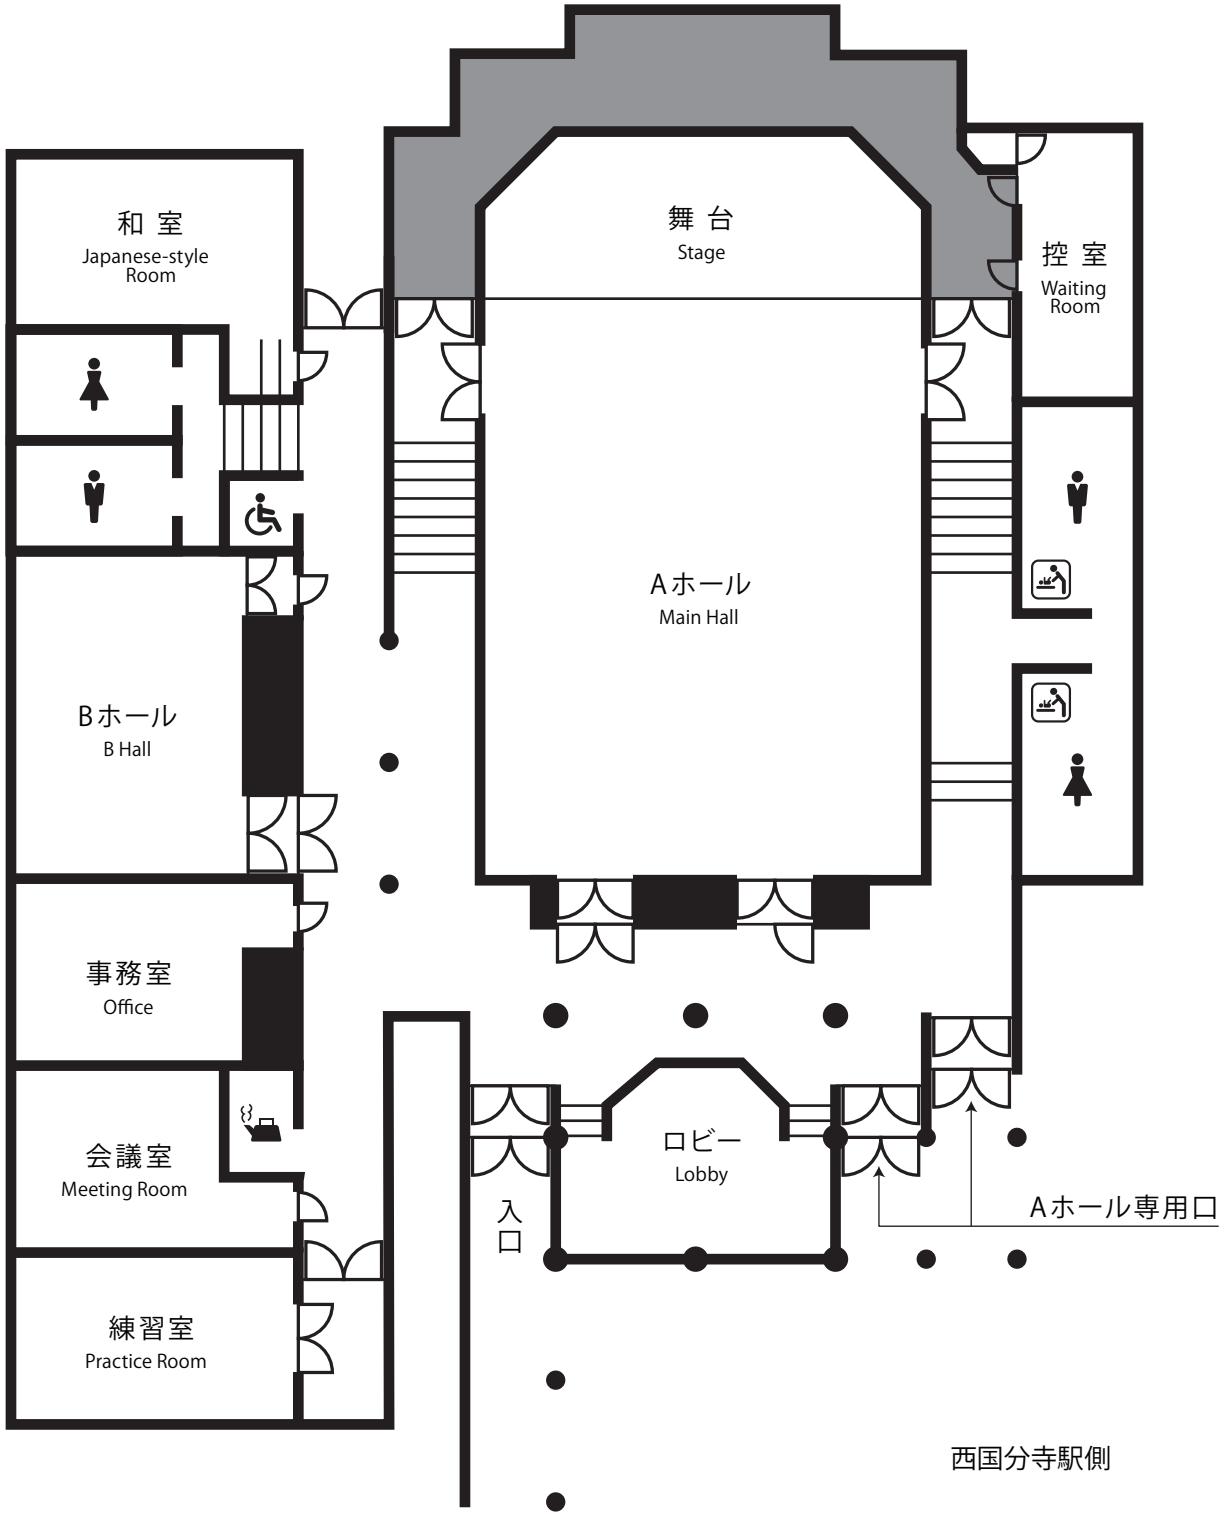 和室
Japanese-style
Room
舞台
Stage
控室
Waiting
Room
Aホール
Main Hall
Bホール
B Hall
事務室
Office
会議室
Meeting Room
ロビー
Lobby
入口
Aホール専用口
練習室
Practice Room
西国分寺駅側